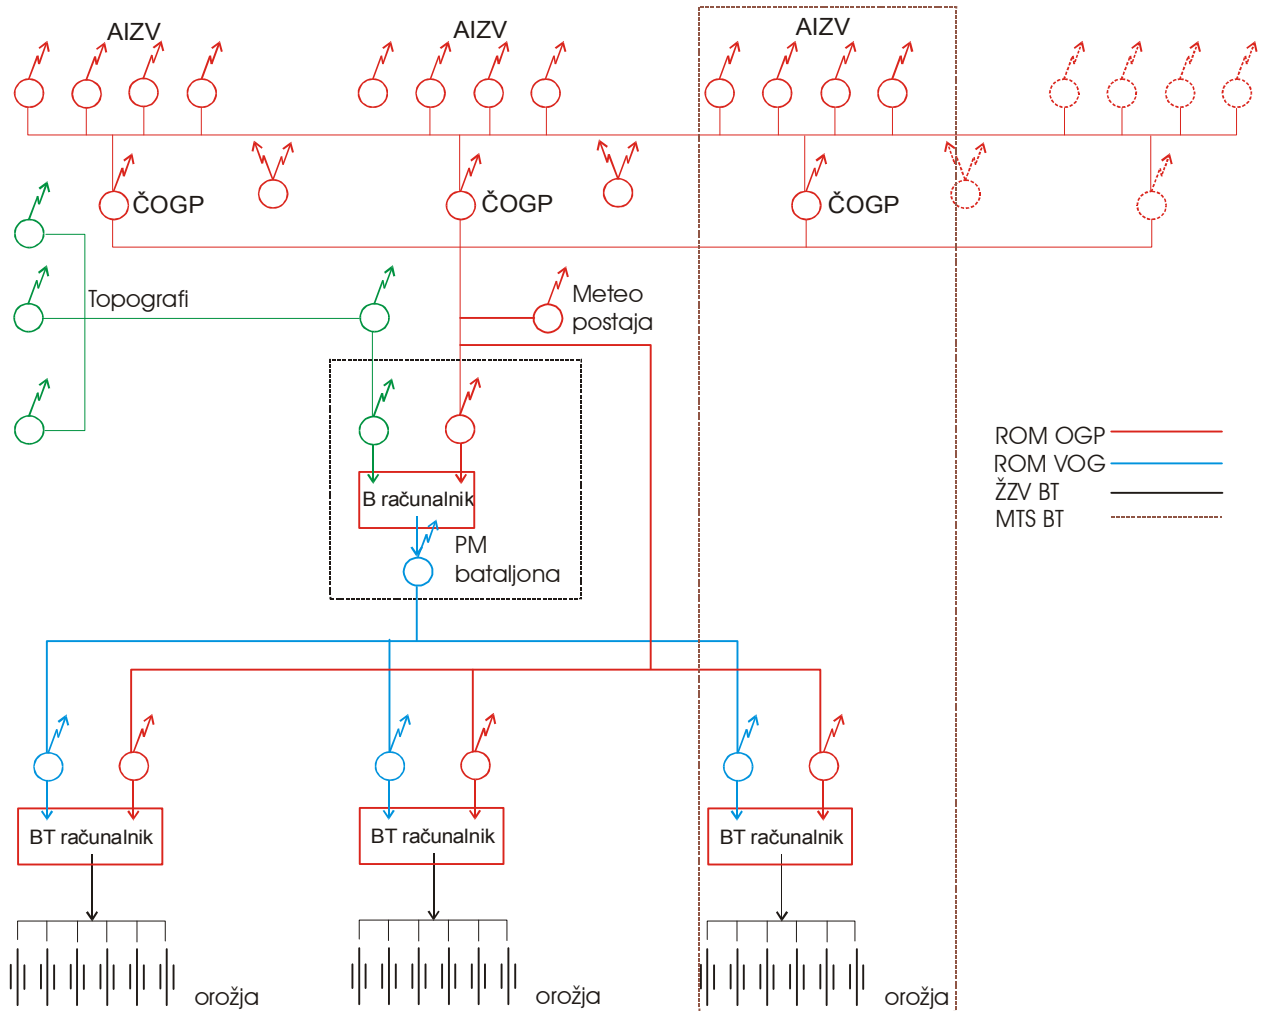 AIZV
AIZV
AIZV
ČOGP
ČOGP
ČOGP
Topografi
Meteo
postaja
B računalnik
PM
bataljona
ROM OGP
ROM VOG
ŽZV BT
MTS BT
BT računalnik
BT računalnik
BT računalnik
orožja
orožja
orožja